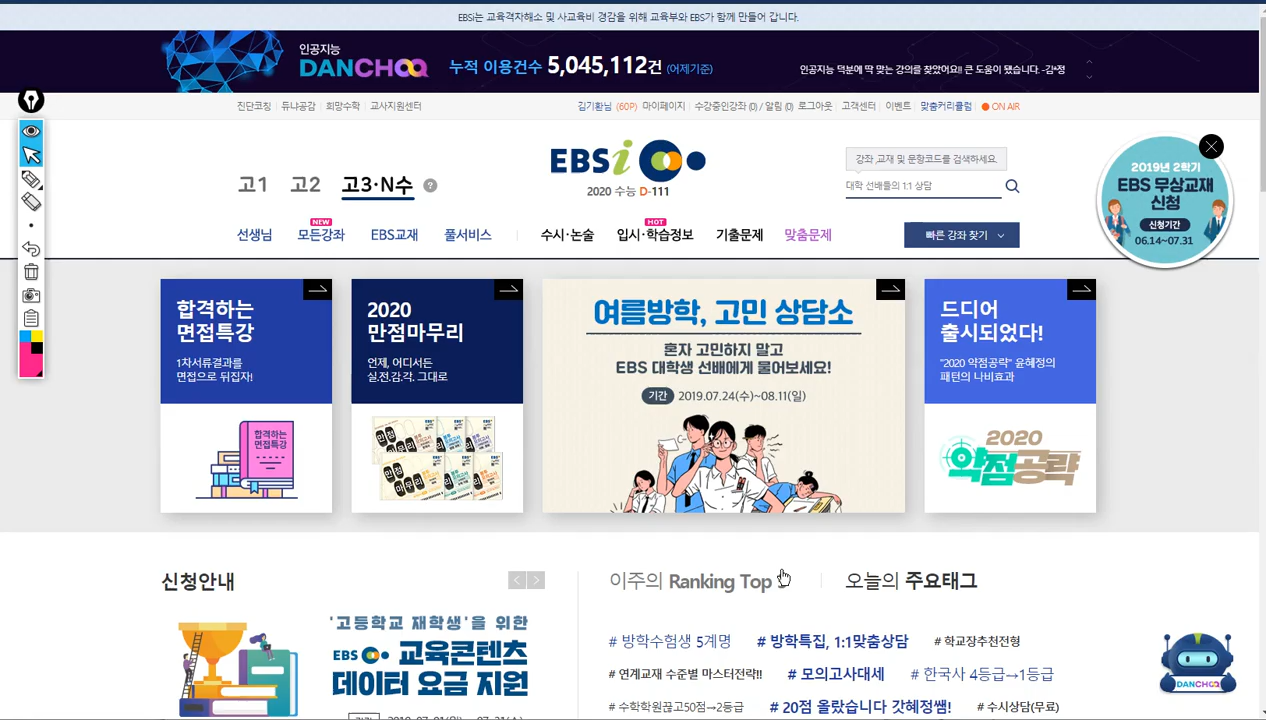 EBSi는 교육격차해소 및 사교육비 경감을 위해 교육부와 EBS가 함께 만들어 갑니다.
인공지능
DANCHOO
누적 이용건수 5,045,112건 (어제기준)
인공지능 덕분에 딱 맞는 강의를 찾았어요!! 큰 도움이 됐습니다. -김*정
진단코칭 듀나공감 희망수학 교사지원센터
김기환님 (60P) 마이페이지 수강중인강좌 (0) / 알림 (0) 로그아웃 고객센터 이벤트 맞춤커리큘럼 ON AIR
고1 고2 고3·N수 ?
EBSi
2020 수능 D-111
강좌 ,교재 및 문항코드를 검색하세요.
대학 선배들의 1:1 상담
2019년 2학기
EBS 무상교재
신청
신청기간
06.14~07.31
NEW
HOT
선생님 모든강좌 EBS교재 풀서비스 수시·논술 입시·학습정보 기출문제 맞춤문제
빠른 강좌 찾기
합격하는
면접특강
1차서류결과를
면접으로 뒤집자!
합격하는
면접특강
2020
만점마무리
언제, 어디서든
실.전.감.각. 그대로
여름방학, 고민 상담소
혼자 고민하지 말고
EBS 대학생 선배에게 물어보세요!
기간 2019.07.24(수)~08.11(일)
드디어
출시되었다!
"2020 약점공략" 윤혜정의
패턴의 나비효과
2020
약점공략
신청안내
'고등학교 재학생'을 위한
EBS 교육콘텐츠
데이터 요금 지원
이주의 Ranking Top
오늘의 주요태그
# 방학수험생 5계명 # 방학특집, 1:1맞춤상담 # 학교장추천전형
# 연계교재 수준별 마스터전략!! # 모의고사대세 # 한국사 4등급→1등급
# 수학학원끊고50점→2등급 # 20점 올랐습니다 갓혜정쌤! # 수시상담(무료)
DANCHOO